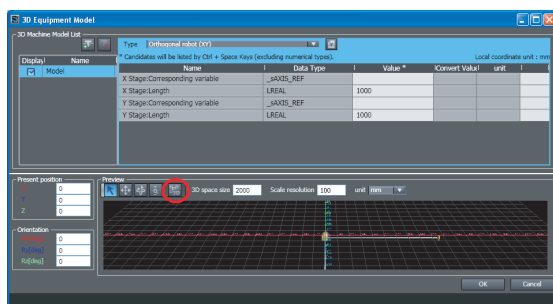 3D Equipment Model
3D Machine Model List
Type Orthogonal robot (XY)
* Candidates will be listed by Ctrl + Space Keys (excluding numerical types). Local coordinate unit : mm
Display Name
Name Data Type Value * Convert Value unit
Model
X Stage:Corresponding variable _sAXIS_REF
X Stage:Length LREAL 1000
Y Stage:Corresponding variable _sAXIS_REF
Y Stage:Length LREAL 1000
Present position
Preview
X 0
Y 0
Z 0
3D space size 2000 Scale resolution 100 unit mm
Orientation
0
Ry[deg] 0
Rz[deg] 0
OK Cancel